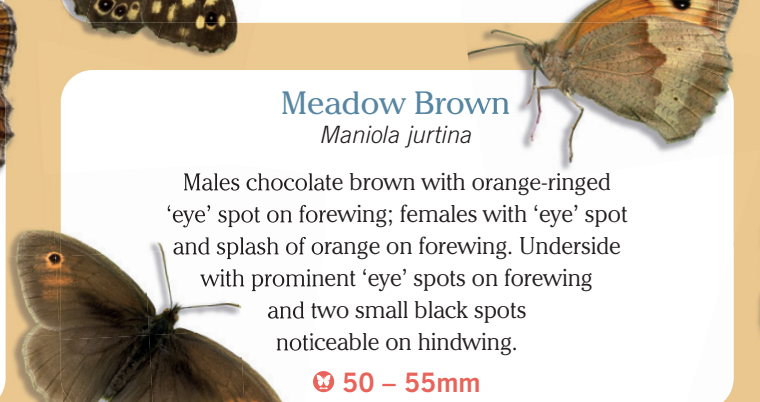 Meadow Brown
Maniola jurtina
Males chocolate brown with orange-ringed
‘eye’ spot on forewing; females with ‘eye’ spot
and splash of orange on forewing. Underside
with prominent ‘eye’ spots on forewing
and two small black spots
noticeable on hindwing.
50 – 55mm